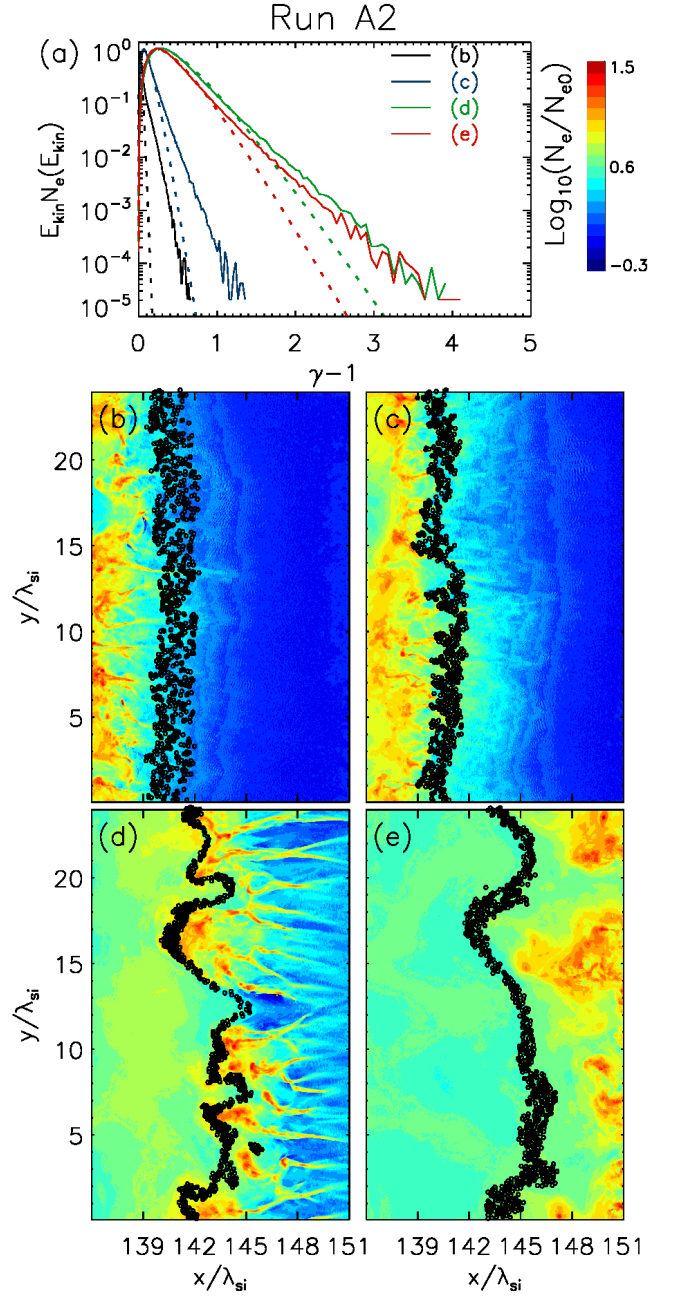 Run A2
(a)
(b)
(c)
(d)
(e)
E_kin N_e(E_kin)
10^0
10^-1
10^-2
10^-3
10^-4
10^-5
0 1 2 3 4 5
γ-1
Log_10(N_e/N_e0)
1.5
0.6
-0.3
(b)
(c)
y/λ_si
20
15
10
5
(d)
(e)
y/λ_si
20
15
10
5
139 142 145 148 151
139 142 145 148 151
x/λ_si
x/λ_si